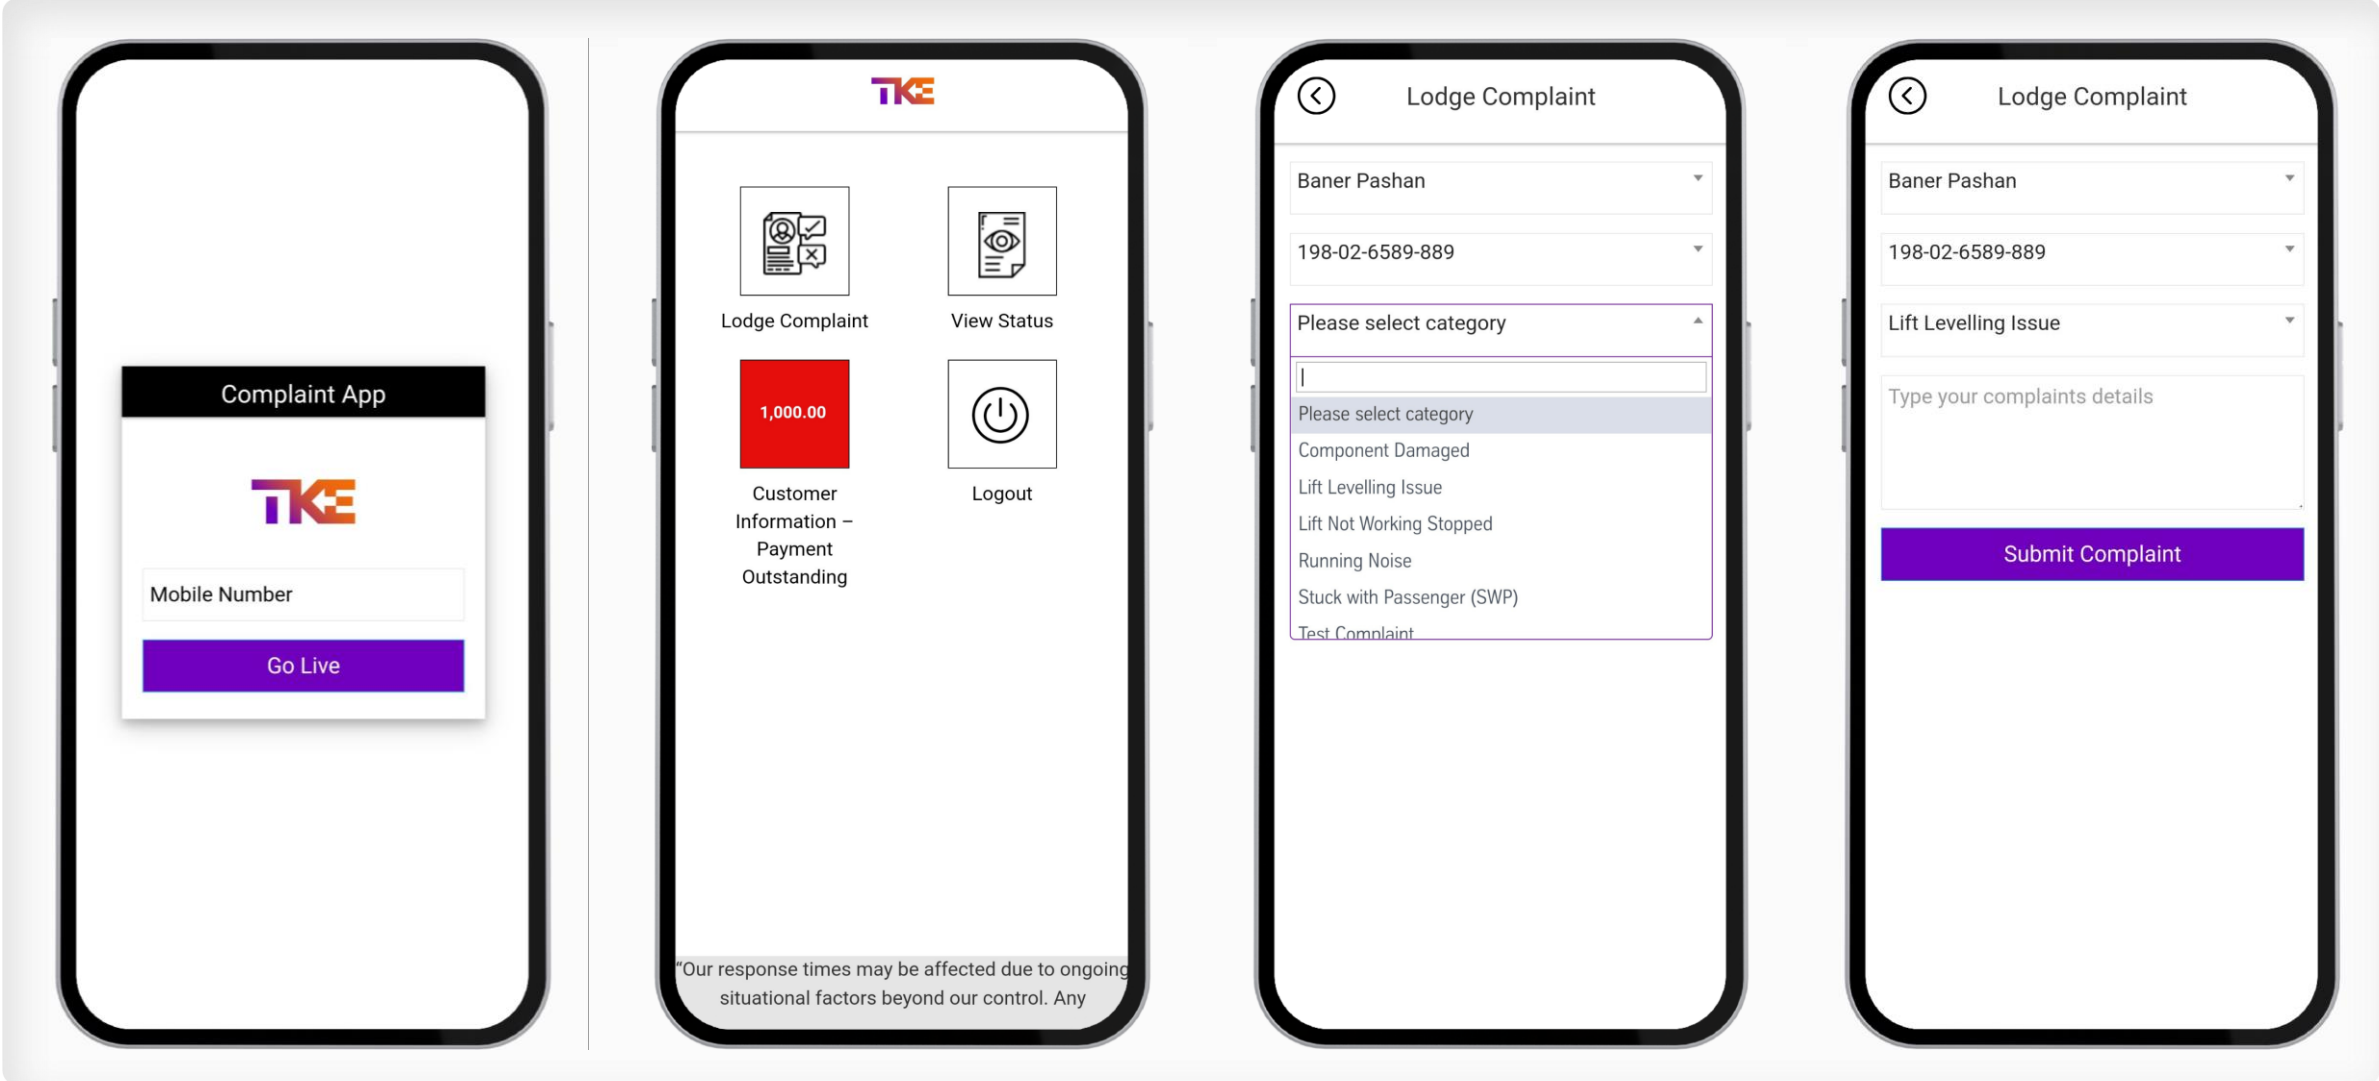 Complaint App
TKE
Mobile Number
Go Live
TKE
Lodge Complaint
View Status
1,000.00
Customer
Information –
Payment
Outstanding
Logout
“Our response times may be affected due to ongoing
situational factors beyond our control. Any
Lodge Complaint
Baner Pashan
198-02-6589-889
Please select category
Please select category
Component Damaged
Lift Levelling Issue
Lift Not Working Stopped
Running Noise
Stuck with Passenger (SWP)
Test Complaint
Lodge Complaint
Baner Pashan
198-02-6589-889
Lift Levelling Issue
Type your complaints details
Submit Complaint